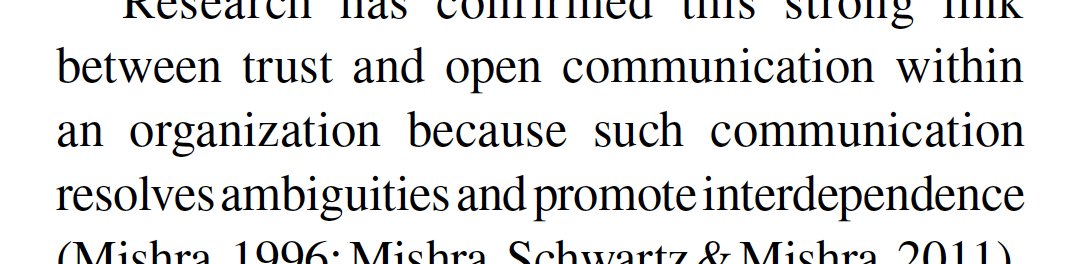 Research has confirmed this strong link
between trust and open communication within
an organization because such communication
resolves ambiguities and promote interdependence
(Mishra, 1996; Mishra, Schwartz & Mishra, 2011).